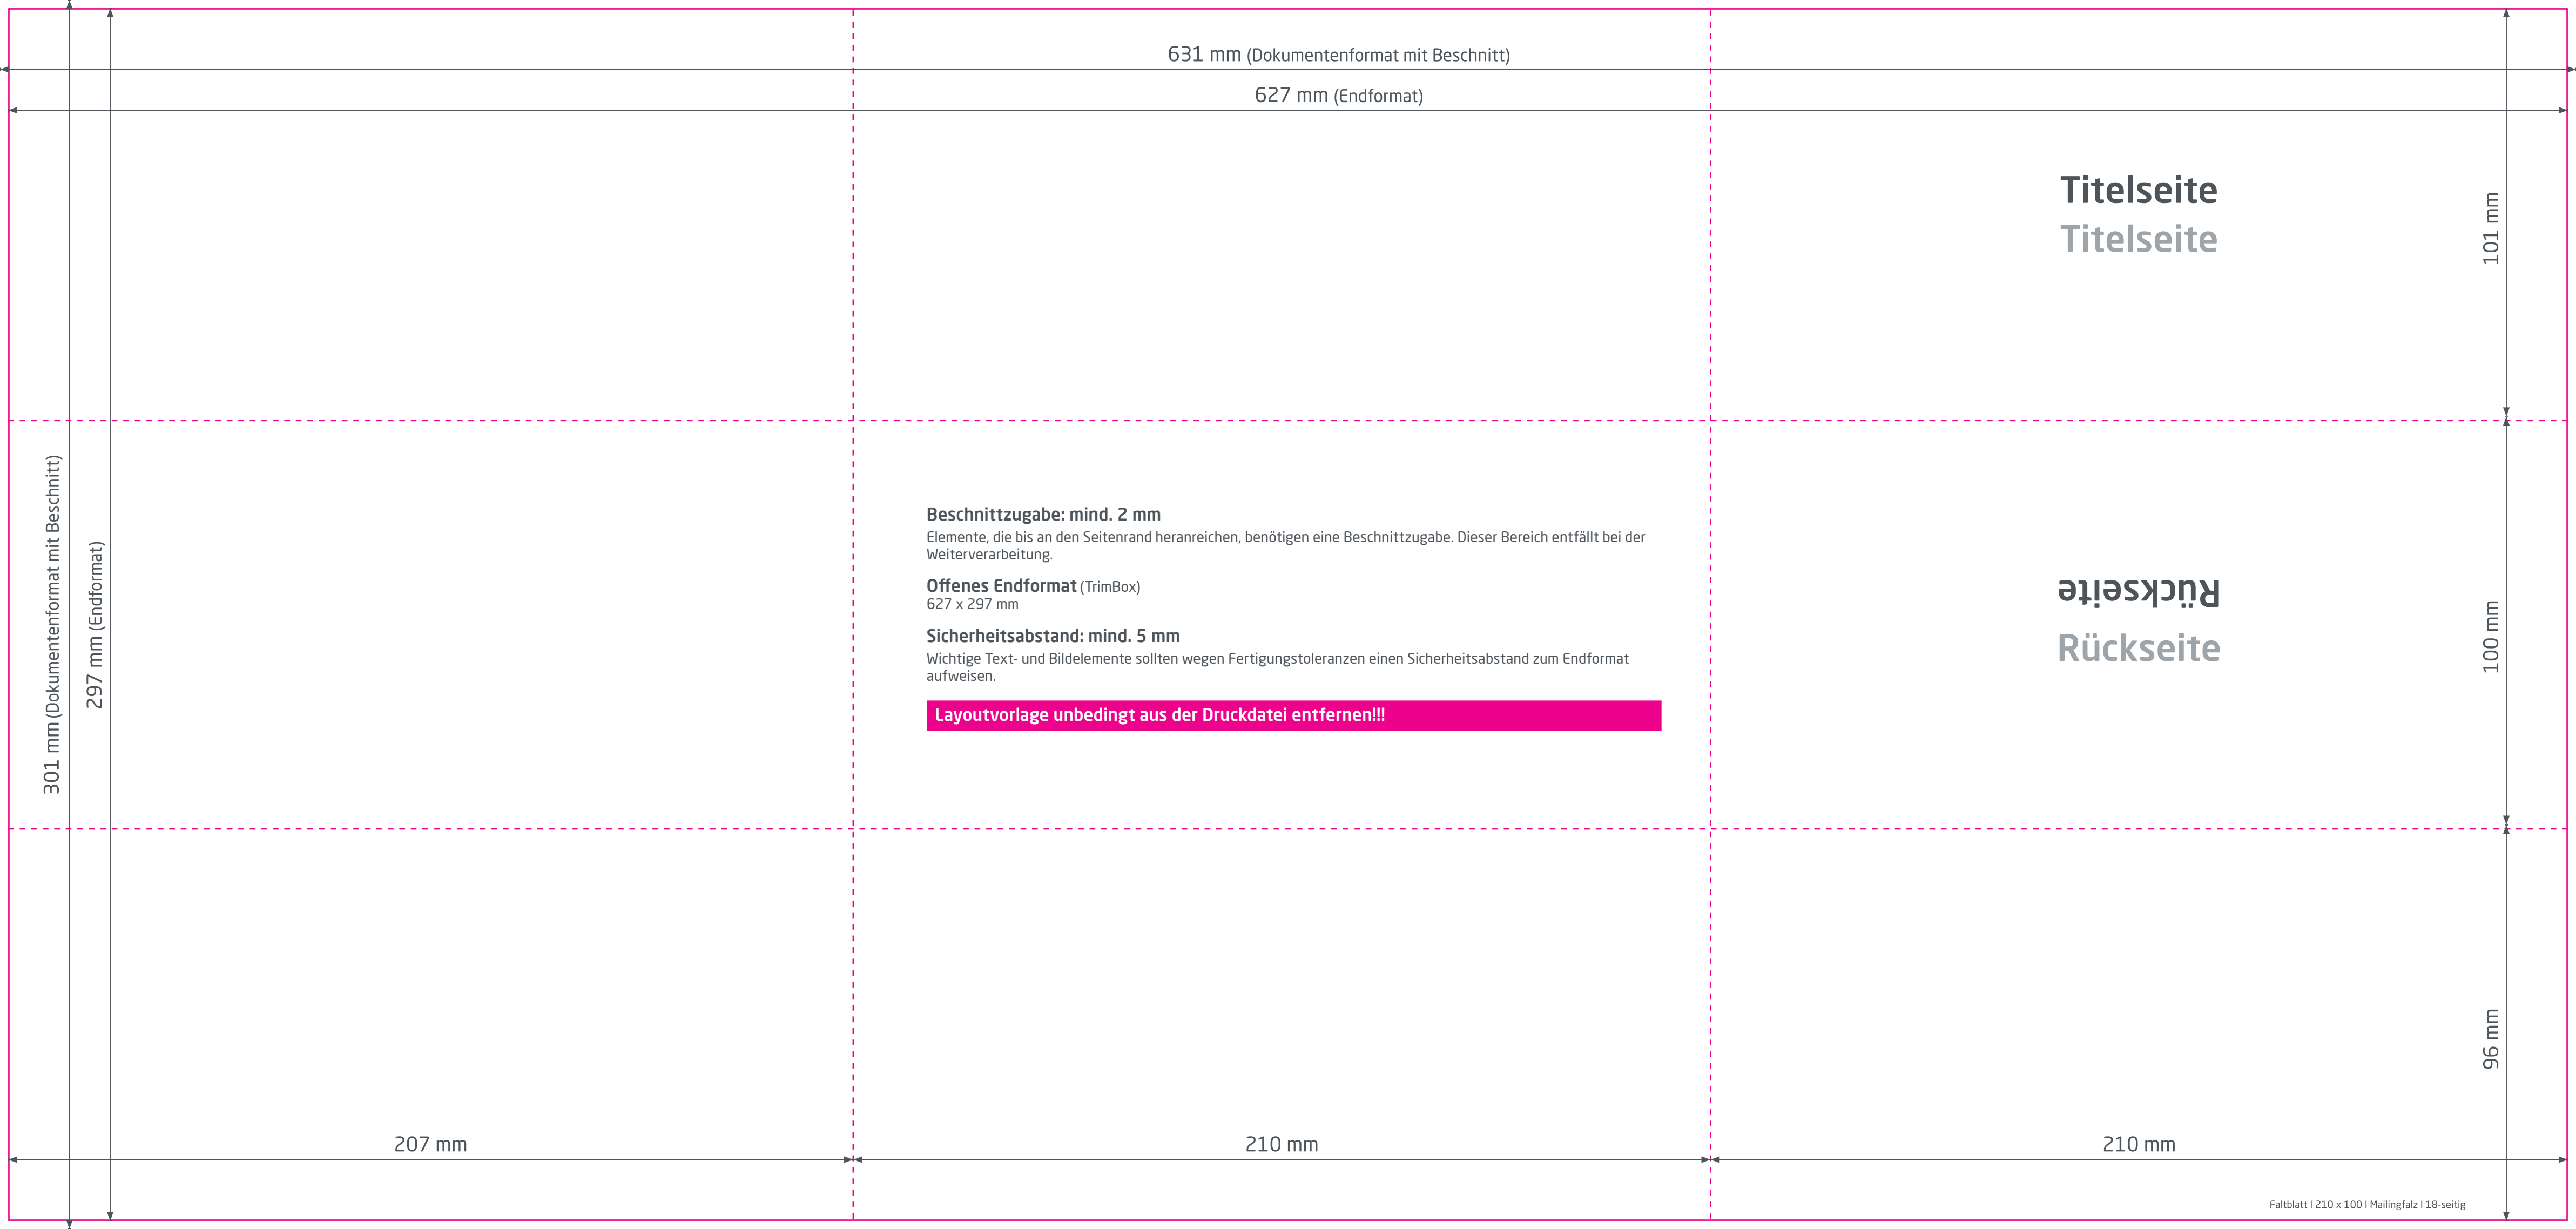 631 mm (Dokumentenformat mit Beschnitt)
627 mm (Endformat)
Titelseite
Titelseite
101 mm
301 mm (Dokumentenformat mit Beschnitt)
297 mm (Endformat)
Beschnittzugabe: mind. 2 mm
Elemente, die bis an den Seitenrand heranreichen, benötigen eine Beschnittzugabe. Dieser Bereich entfällt bei der
Weiterverarbeitung.
Offenes Endformat (TrimBox)
627 x 297 mm
Sicherheitsabstand: mind. 5 mm
Wichtige Text- und Bildelemente sollten wegen Fertigungstoleranzen einen Sicherheitsabstand zum Endformat
aufweisen.
Layoutvorlage unbedingt aus der Druckdatei entfernen!!!
Rückseite
Rückseite
100 mm
96 mm
207 mm
210 mm
210 mm
Faltblatt I 210 x 100 I Mailingfalz I 18-seitig